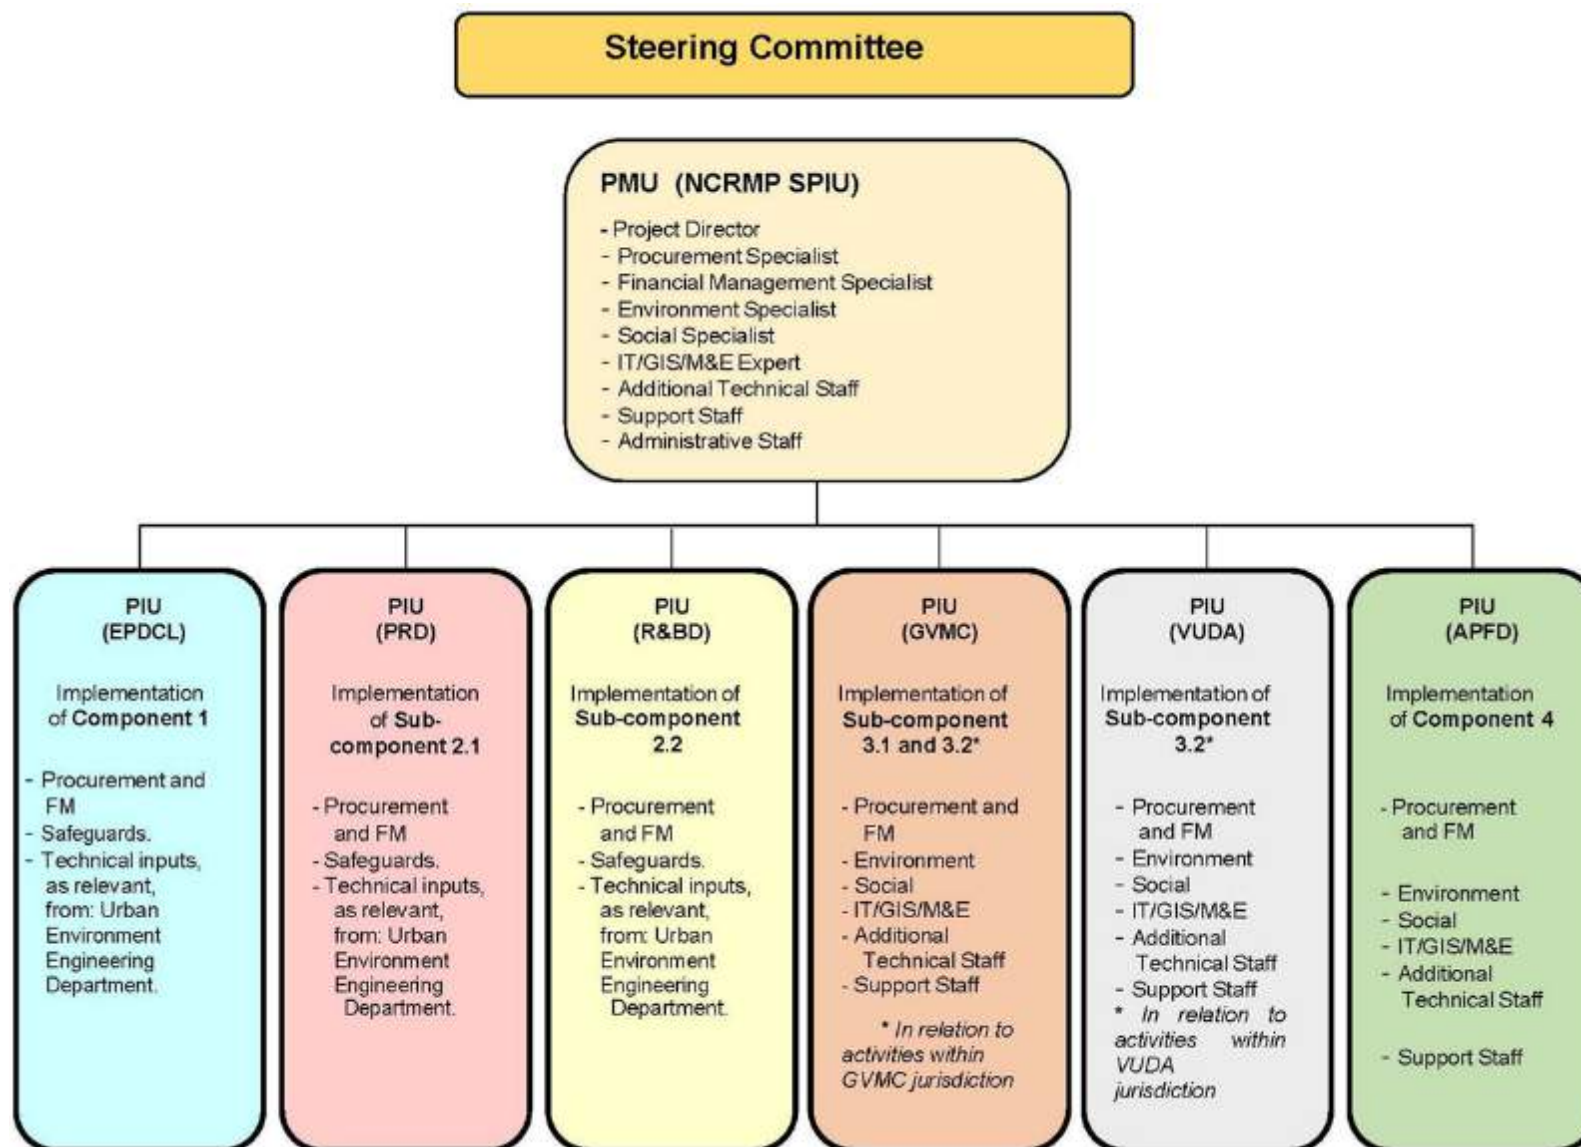 Steering Committee
PMU (NCRMP SPIU)
- Project Director
- Procurement Specialist
- Financial Management Specialist
- Environment Specialist
- Social Specialist
- IT/GIS/M&E Expert
- Additional Technical Staff
- Support Staff
- Administrative Staff
PIU
(EPDCL)
Implementation
of Component 1
- Procurement and
FM
- Safeguards.
- Technical inputs,
as relevant,
from: Urban
Environment
Engineering
Department.
PIU
(PRD)
Implementation
of Sub-
component 2.1
- Procurement
and FM
- Safeguards.
- Technical inputs,
as relevant,
from: Urban
Environment
Engineering
Department.
PIU
(R&BD)
Implementation of
Sub-component
2.2
- Procurement
and FM
- Safeguards.
- Technical inputs,
as relevant,
from: Urban
Environment
Engineering
Department.
PIU
(GVMC)
Implementation of
Sub-component
3.1 and 3.2*
- Procurement and
FM
- Environment
- Social
- IT/GIS/M&E
- Additional
Technical Staff
- Support Staff
* In relation to
activities within
GVMC jurisdiction
PIU
(VUDA)
Implementation of
Sub-component
3.2*
- Procurement
and FM
- Environment
- Social
- IT/GIS/M&E
- Additional
Technical Staff
- Support Staff
* In relation to
activities within
VUDA
jurisdiction
PIU
(APFD)
Implementation
of Component 4
- Procurement
and FM
- Environment
- Social
- IT/GIS/M&E
- Additional
Technical Staff
- Support Staff